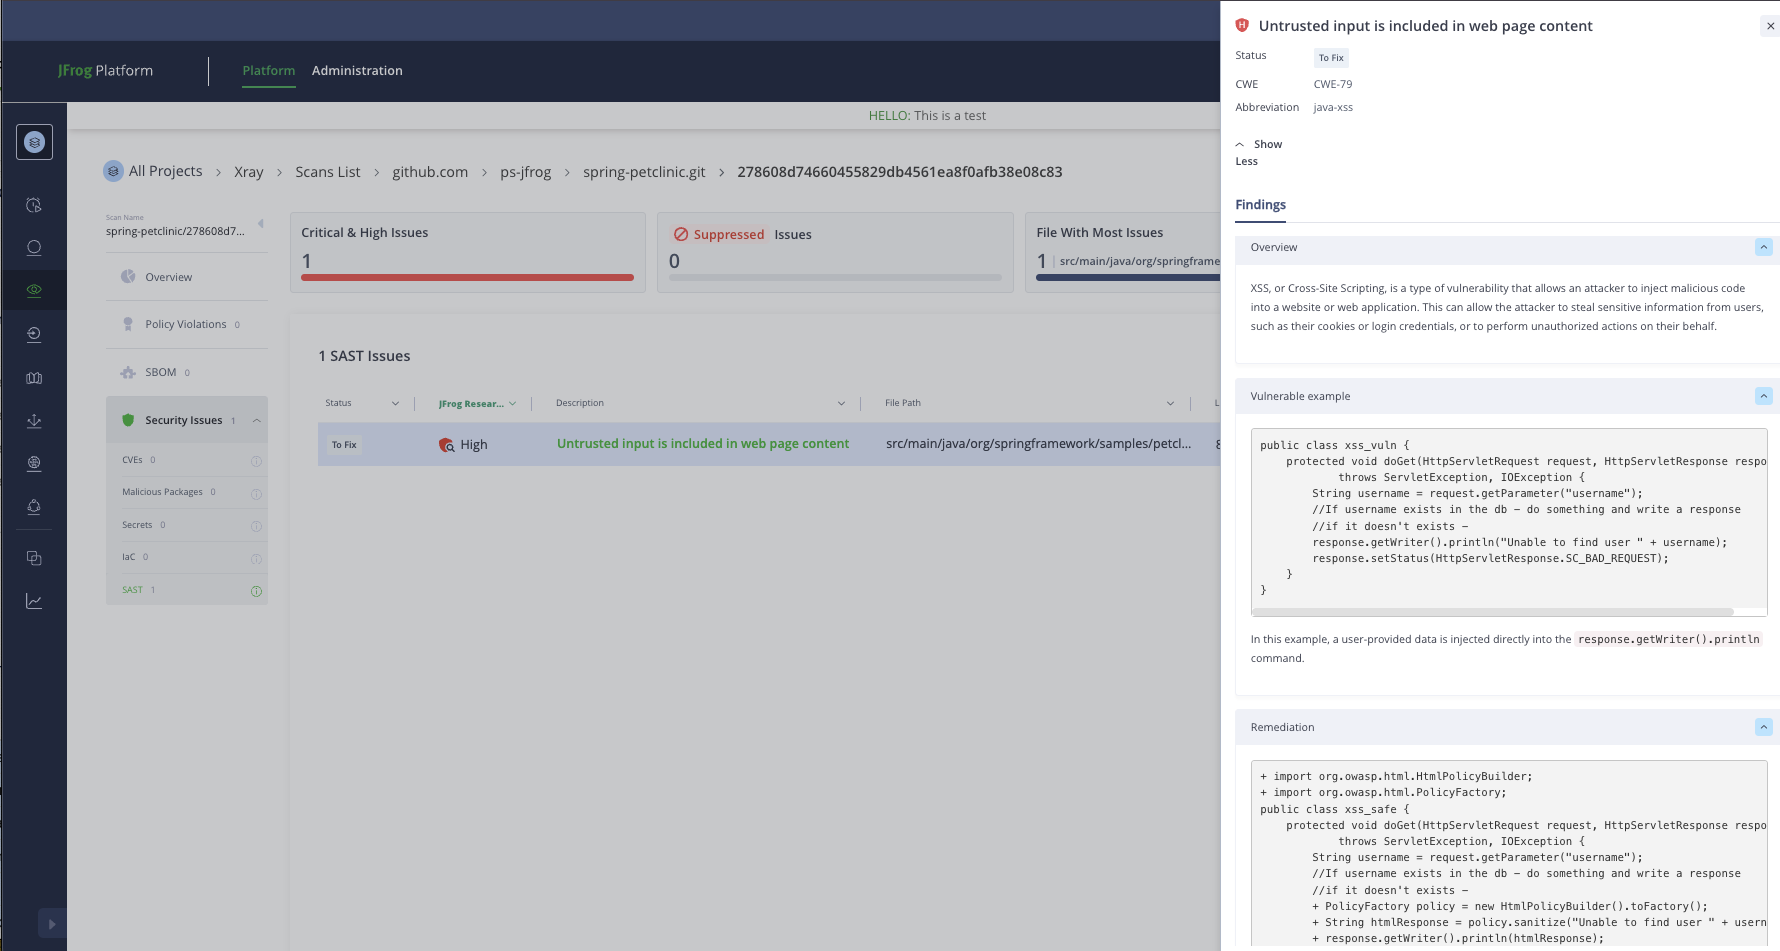 JFrog Platform
Platform
Administration
HELLO: This is a test
All Projects > Xray > Scans List > github.com > ps-jfrog > spring-petclinic.git > 278608d74660455829db4561ea8f0afb38e08c83
Scan Name
spring-petclinic/278608d7...
Overview
Policy Violations 0
SBOM 0
Security Issues 1
CVEs 0
Malicious Packages 0
Secrets 0
IaC 0
SAST 1
Critical & High Issues
1
Suppressed Issues
0
File With Most Issues
1 | src/main/java/org/springframe
1 SAST Issues
Status
JFrog Resear...
Description
File Path
L
To Fix
High
Untrusted input is included in web page content
src/main/java/org/springframework/samples/petcl...
Untrusted input is included in web page content
Status To Fix
CWE CWE-79
Abbreviation java-xss
Show
Less
Findings
Overview
XSS, or Cross-Site Scripting, is a type of vulnerability that allows an attacker to inject malicious code
into a website or web application. This can allow the attacker to steal sensitive information from users,
such as their cookies or login credentials, or to perform unauthorized actions on their behalf.
Vulnerable example
public class xss_vuln {
protected void doGet(HttpServletRequest request, HttpServletResponse respo
throws ServletException, IOException {
String username = request.getParameter("username");
//If username exists in the db – do something and write a response
//if it doesn't exists –
response.getWriter().println("Unable to find user " + username);
response.setStatus(HttpServletResponse.SC_BAD_REQUEST);
}
}
In this example, a user-provided data is injected directly into the response.getWriter().println
command.
Remediation
+ import org.owasp.html.HtmlPolicyBuilder;
+ import org.owasp.html.PolicyFactory;
public class xss_safe {
protected void doGet(HttpServletRequest request, HttpServletResponse respo
throws ServletException, IOException {
String username = request.getParameter("username");
//If username exists in the db – do something and write a response
//if it doesn't exists –
+ PolicyFactory policy = new HtmlPolicyBuilder().toFactory();
+ String htmlResponse = policy.sanitize("Unable to find user " + usern
+ response.getWriter().println(htmlResponse);